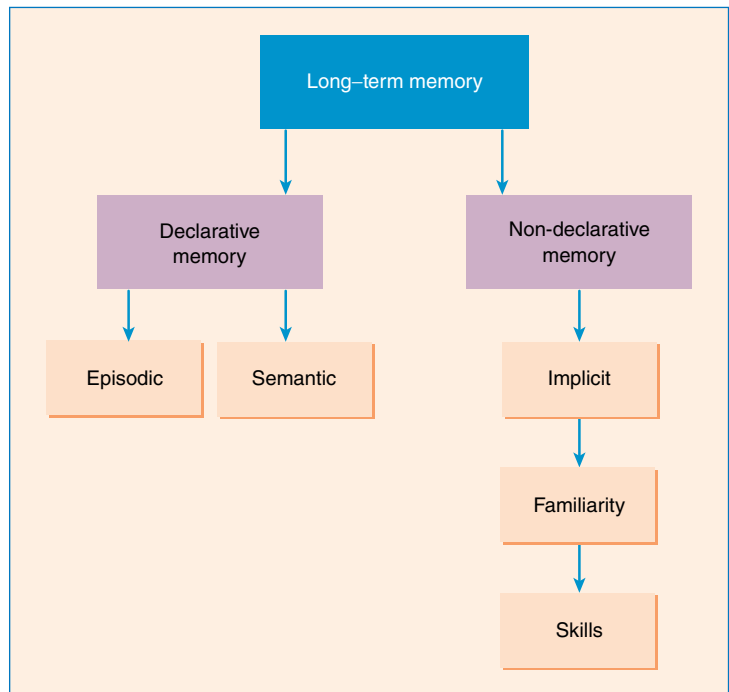 Long–term memory
Declarative
memory
Non-declarative
memory
Episodic
Semantic
Implicit
Familiarity
Skills